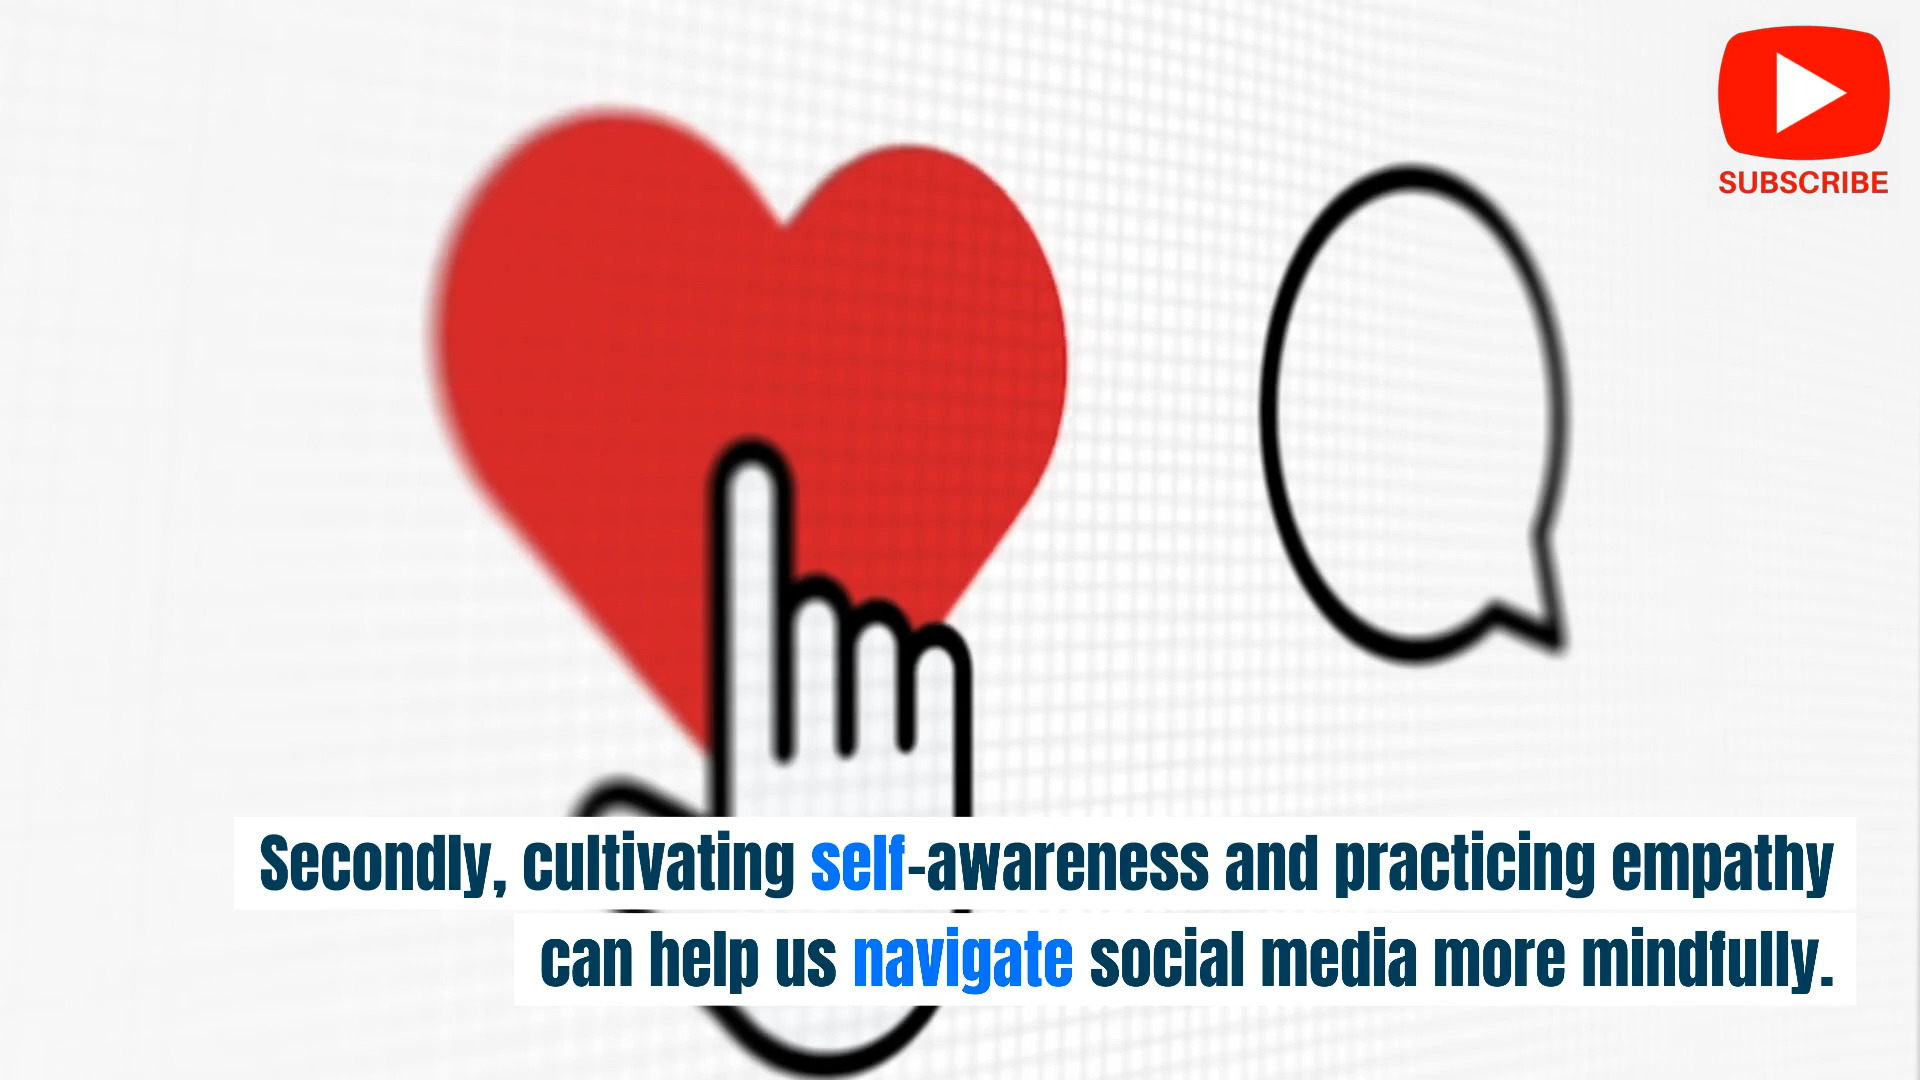 SUBSCRIBE
Secondly, cultivating self-awareness and practicing empathy
can help us navigate social media more mindfully.